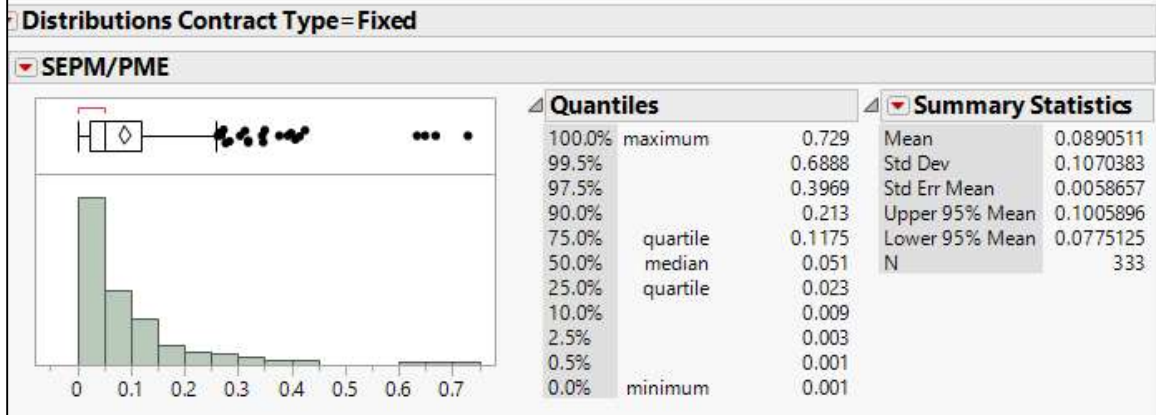 Distributions Contract Type=Fixed
SEPM/PME
0 0.1 0.2 0.3 0.4 0.5 0.6 0.7
Quantiles
100.0% maximum 0.729
99.5% 0.6888
97.5% 0.3969
90.0% 0.213
75.0% quartile 0.1175
50.0% median 0.051
25.0% quartile 0.023
10.0% 0.009
2.5% 0.003
0.5% 0.001
0.0% minimum 0.001
Summary Statistics
Mean 0.0890511
Std Dev 0.1070383
Std Err Mean 0.0058657
Upper 95% Mean 0.1005896
Lower 95% Mean 0.0775125
N 333